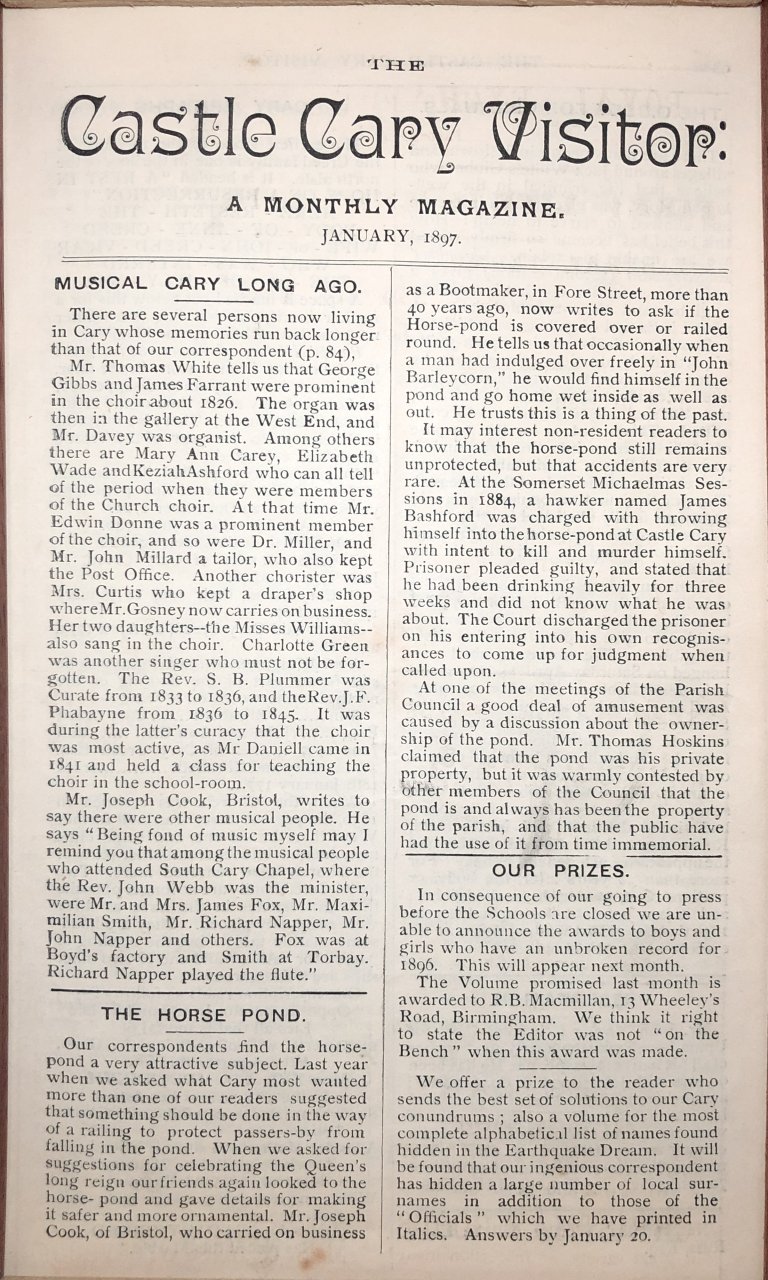 THE
Castle Cary Visitor:
A MONTHLY MAGAZINE.
JANUARY, 1897.
MUSICAL CARY LONG AGO.
There are several persons now living
in Cary whose memories run back longer
than that of our correspondent (p. 84),
Mr. Thomas White tells us that George
Gibbs and James Farrant were prominent
in the choir about 1826. The organ was
then in the gallery at the West End, and
Mr. Davey was organist. Among others
there are Mary Ann Carey, Elizabeth
Wade and Keziah Ashford who can all tell
of the period when they were members
of the Church choir. At that time Mr.
Edwin Donne was a prominent member
of the choir, and so were Dr. Miller, and
Mr. John Millard a tailor, who also kept
the Post Office. Another chorister was
Mrs. Curtis who kept a draper's shop
where Mr. Gosney now carries on business.
Her two daughters--the Misses Williams--
also sang in the choir. Charlotte Green
was another singer who must not be for-
gotten. The Rev. S. B. Plummer was
Curate from 1833 to 1836, and the Rev. J. F.
Phabayne from 1836 to 1845. It was
during the latter's curacy that the choir
was most active, as Mr Daniell came in
1841 and held a class for teaching the
choir in the school-room.
Mr. Joseph Cook, Bristol, writes to
say there were other musical people. He
says "Being fond of music myself may I
remind you that among the musical people
who attended South Cary Chapel, where
the Rev. John Webb was the minister,
were Mr. and Mrs. James Fox, Mr. Maxi-
milian Smith, Mr. Richard Napper, Mr.
John Napper and others. Fox was at
Boyd's factory and Smith at Torbay.
Richard Napper played the flute."
THE HORSE POND.
Our correspondents find the horse-
pond a very attractive subject. Last year
when we asked what Cary most wanted
more than one of our readers suggested
that something should be done in the way
of a railing to protect passers-by from
falling in the pond. When we asked for
suggestions for celebrating the Queen's
long reign our friends again looked to the
horse- pond and gave details for making
it safer and more ornamental. Mr. Joseph
Cook, of Bristol, who carried on business
as a Bootmaker, in Fore Street, more than
40 years ago, now writes to ask if the
Horse-pond is covered over or railed
round. He tells us that occasionally when
a man had indulged over freely in "John
Barleycorn," he would find himself in the
pond and go home wet inside as well as
out. He trusts this is a thing of the past.
It may interest non-resident readers to
know that the horse-pond still remains
unprotected, but that accidents are very
rare. At the Somerset Michaelmas Ses-
sions in 1884, a hawker named James
Bashford was charged with throwing
himself into the horse-pond at Castle Cary
with intent to kill and murder himself.
Prisoner pleaded guilty, and stated that
he had been drinking heavily for three
weeks and did not know what he was
about. The Court discharged the prisoner
on his entering into his own recognis-
ances to come up for judgment when
called upon.
At one of the meetings of the Parish
Council a good deal of amusement was
caused by a discussion about the owner-
ship of the pond. Mr. Thomas Hoskins
claimed that the pond was his private
property, but it was warmly contested by
other members of the Council that the
pond is and always has been the property
of the parish, and that the public have
had the use of it from time immemorial.
OUR PRIZES.
In consequence of our going to press
before the Schools are closed we are un-
able to announce the awards to boys and
girls who have an unbroken record for
1896. This will appear next month.
The Volume promised last month is
awarded to R.B. Macmillan, 13 Wheeley's
Road, Birmingham. We think it right
to state the Editor was not "on the
Bench" when this award was made.
We offer a prize to the reader who
sends the best set of solutions to our Cary
conundrums ; also a volume for the most
complete alphabetical list of names found
hidden in the Earthquake Dream. It will
be found that our ingenious correspondent
has hidden a large number of local sur-
names in addition to those of the
"Officials" which we have printed in
Italics. Answers by January 20.